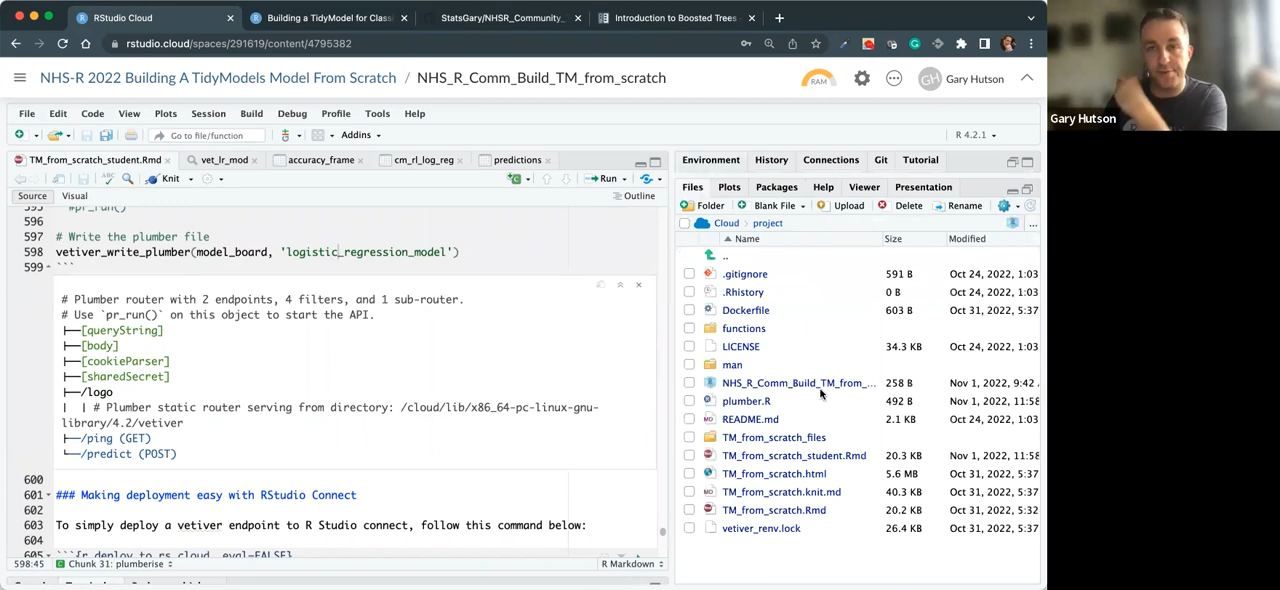 RStudio Cloud
Building a TidyModel for Classi
StatsGary/NHSR_Community_
Introduction to Boosted Trees -
rstudio.cloud/spaces/291619/content/4795382
NHS-R 2022 Building A TidyModels Model From Scratch / NHS_R_Comm_Build_TM_from_scratch
RAM
GH Gary Hutson
File Edit Code View Plots Session Build Debug Profile Tools Help
Go to file/function
Addins
R 4.2.1
TM_from_scratch_student.Rmd
vet_lr_mod
accuracy_frame
cm_rl_log_reg
predictions
Knit
Run
Source Visual
Outline
595 #pr_run()
596
597 # Write the plumber file
598 vetiver_write_plumber(model_board, 'logistic_regression_model')
599 ```
# Plumber router with 2 endpoints, 4 filters, and 1 sub-router.
# Use `pr_run()` on this object to start the API.
├──[queryString]
├──[body]
├──[cookieParser]
├──[sharedSecret]
├──/logo
│ │ # Plumber static router serving from directory: /cloud/lib/x86_64-pc-linux-gnu-
library/4.2/vetiver
├──/ping (GET)
└──/predict (POST)
600
601 ### Making deployment easy with RStudio Connect
602
603 To simply deploy a vetiver endpoint to R Studio connect, follow this command below:
604
605 ```{r deploy_to_rs_cloud, eval=FALSE}
598:45 Chunk 31: plumberise R Markdown
Environment History Connections Git Tutorial
Files Plots Packages Help Viewer Presentation
Folder Blank File Upload Delete Rename
Cloud project
Name Size Modified
..
.gitignore 591 B Oct 24, 2022, 1:03
.Rhistory 0 B Oct 24, 2022, 1:03
Dockerfile 603 B Oct 31, 2022, 5:37
functions
LICENSE 34.3 KB Oct 24, 2022, 1:03
man
NHS_R_Comm_Build_TM_from_... 258 B Nov 1, 2022, 9:42
plumber.R 492 B Nov 1, 2022, 11:58
README.md 2.1 KB Oct 24, 2022, 1:03
TM_from_scratch_files
TM_from_scratch_student.Rmd 20.3 KB Nov 1, 2022, 11:58
TM_from_scratch.html 5.6 MB Oct 31, 2022, 5:37
TM_from_scratch.knit.md 40.3 KB Oct 31, 2022, 5:37
TM_from_scratch.Rmd 20.2 KB Oct 31, 2022, 5:32
vetiver_renv.lock 26.4 KB Oct 31, 2022, 5:37
Gary Hutson